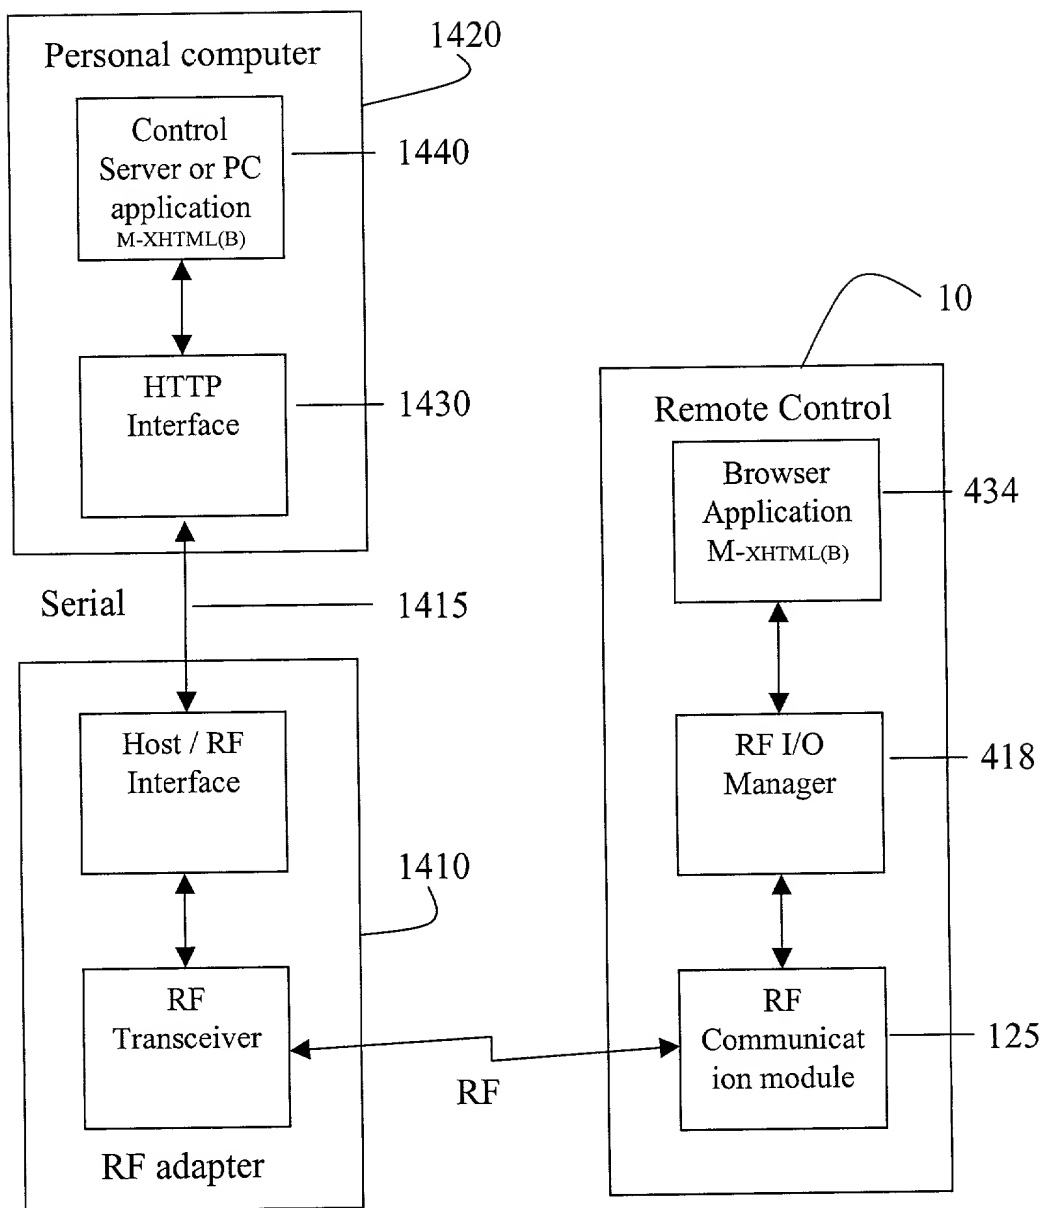 Personal computer
1420
Control
Server or PC
application
M-XHTML(B)
1440
HTTP
Interface
1430
Serial
1415
Host / RF
Interface
1410
RF
Transceiver
RF adapter
RF
10
Remote Control
Browser
Application
M-XHTML(B)
434
RF I/O
Manager
418
RF
Communicat
ion module
125